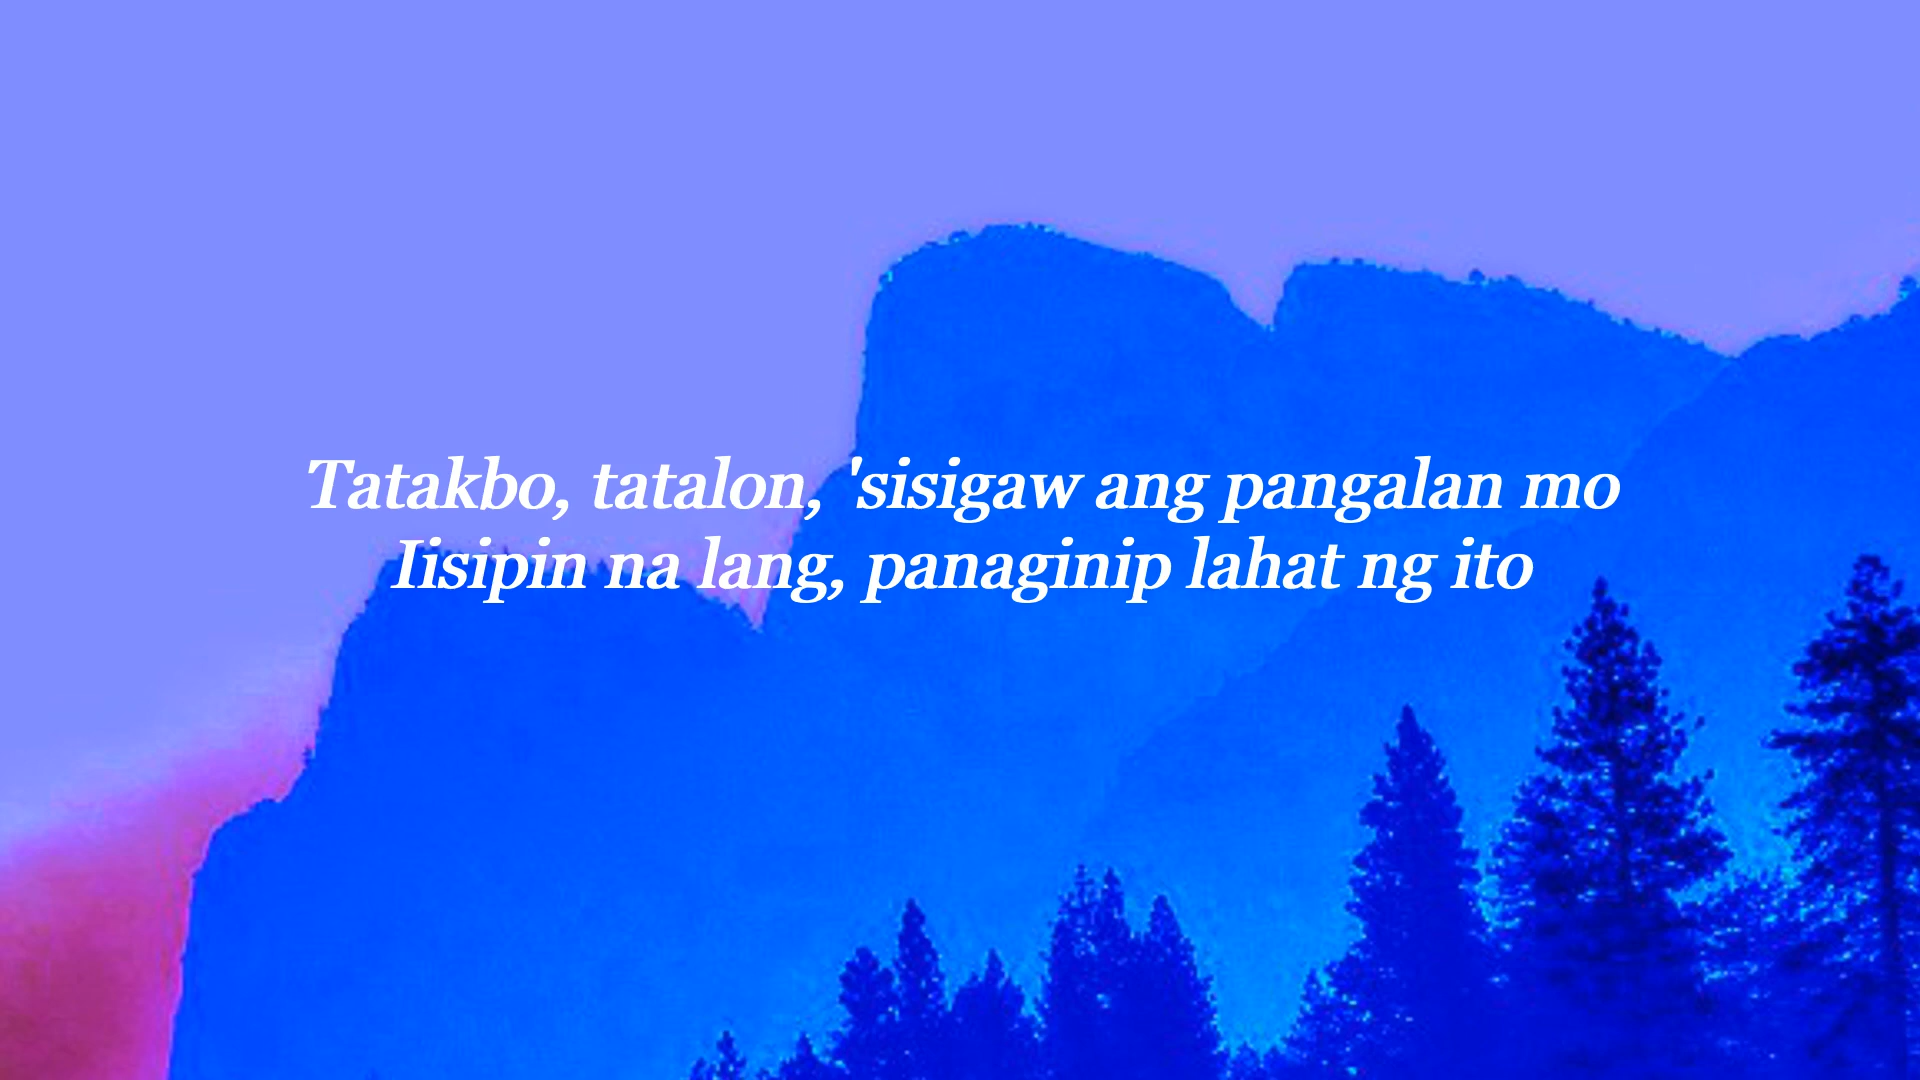 Tatakbo, tatalon, 'sisigaw ang pangalan mo
Iisipin na lang, panaginip lahat ng ito